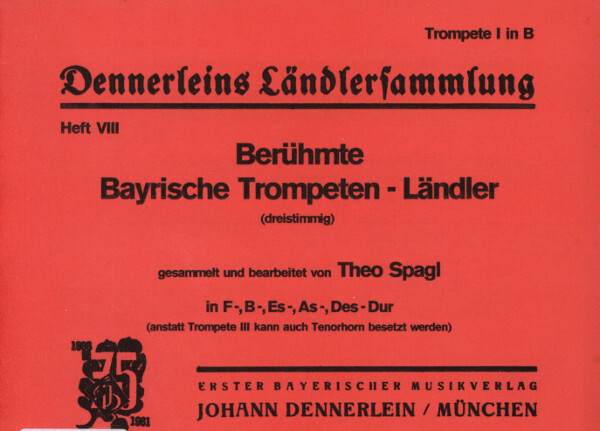 Trompete I in B
Dennerleins Ländlersammlung
Heft VIII
Berühmte
Bayrische Trompeten - Ländler
(dreistimmig)
gesammelt und bearbeitet von Theo Spagl
in F-, B-, Es-, As-, Des-Dur
(anstatt Trompete III kann auch Tenorhorn besetzt werden)
75
1981
ERSTER BAYERISCHER MUSIKVERLAG
JOHANN DENNERLEIN / MÜNCHEN